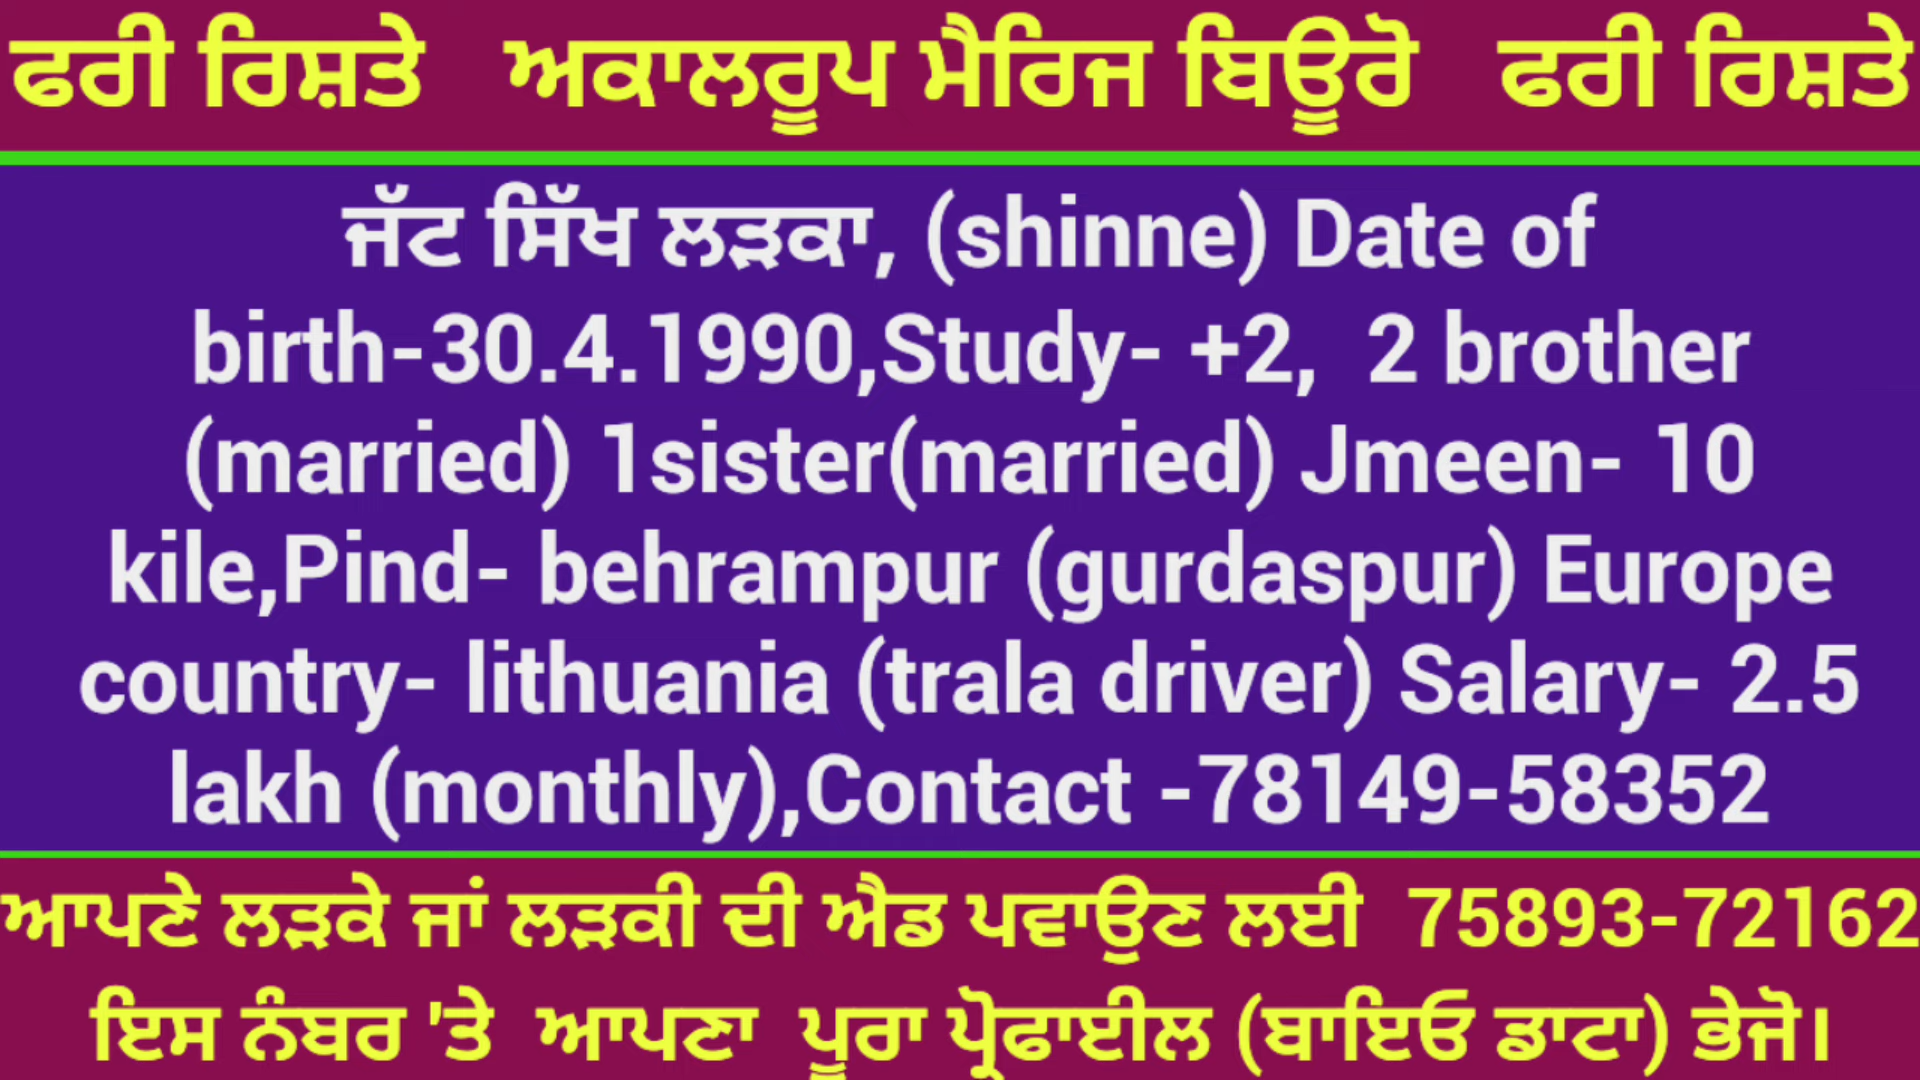 ਫਰੀ ਰਿਸ਼ਤੇ ਅਕਾਲਰੂਪ ਮੈਰਿਜ ਬਿਊਰੋ ਫਰੀ ਰਿਸ਼ਤੇ
ਜੱਟ ਸਿੱਖ ਲੜਕਾ, (shinne) Date of
birth-30.4.1990,Study- +2, 2 brother
(married) 1sister(married) Jmeen- 10
kile,Pind- behrampur (gurdaspur) Europe
country- lithuania (trala driver) Salary- 2.5
lakh (monthly),Contact -78149-58352
ਆਪਣੇ ਲੜਕੇ ਜਾਂ ਲੜਕੀ ਦੀ ਐਡ ਪਵਾਉਣ ਲਈ 75893-72162
ਇਸ ਨੰਬਰ 'ਤੇ ਆਪਣਾ ਪੂਰਾ ਪ੍ਰੋਫਾਈਲ (ਬਾਇਓ ਡਾਟਾ) ਭੇਜੋ।